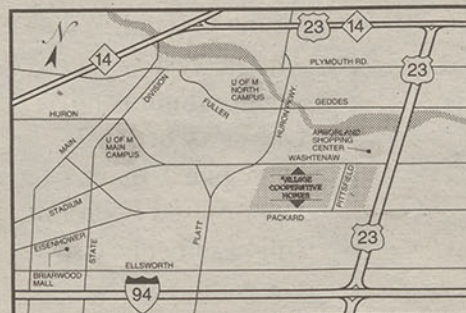 N
23
14
14
PLYMOUTH RD.
23
DIVISION
U OF M
NORTH
CAMPUS
FULLER
HURON PKWY.
GEDDES
HURON
MAIN
U OF M
MAIN
CAMPUS
ARBORLAND
SHOPPING
CENTER
WASHTENAW
VILLAGE
COOPERATIVE
HOMES
PITTSFIELD
STADIUM
PACKARD
23
EISENHOWER
STATE
PLATT
BRIARWOOD
MALL
ELLSWORTH
94